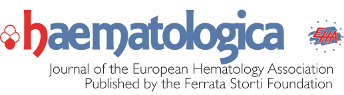 haematologica
EHA
Journal of the European Hematology Association
Published by the Ferrata Storti Foundation